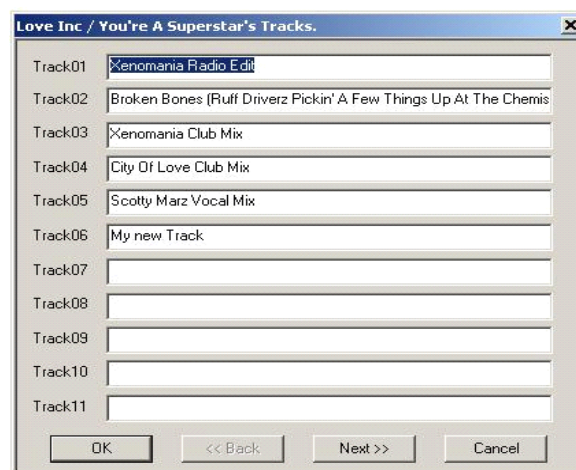 Love Inc / You're A Superstar's Tracks.
Track01 Xenomania Radio Edit
Track02 Broken Bones (Ruff Driverz Pickin' A Few Things Up At The Chemis
Track03 Xenomania Club Mix
Track04 City Of Love Club Mix
Track05 Scotty Marz Vocal Mix
Track06 My new Track
Track07
Track08
Track09
Track10
Track11
OK << Back Next >> Cancel